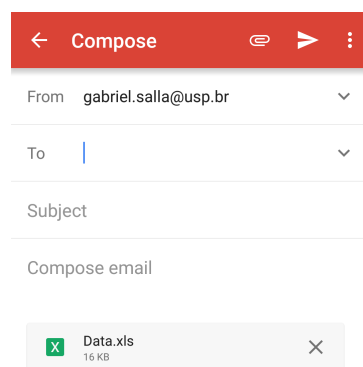 Compose
From gabriel.salla@usp.br
To
Subject
Compose email
X Data.xls
16 KB